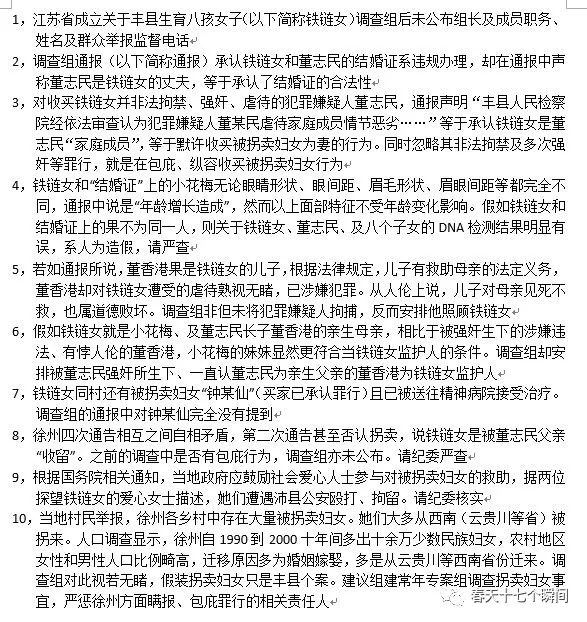 1，江苏省成立关于丰县生育八孩女子（以下简称铁链女）调查组后未公布组长及成员职务、
姓名及群众举报监督电话
2，调查组通报（以下简称通报）承认铁链女和董志民的结婚证系违规办理，却在通报中声
称董志民是铁链女的丈夫，等于承认了结婚证的合法性
3，对收买铁链女并非法拘禁、强奸、虐待的犯罪嫌疑人董志民，通报声明“丰县人民检察
院经依法审查认为犯罪嫌疑人董某民虐待家庭成员情节恶劣……”等于承认铁链女是董
志民“家庭成员”，等于默许收买被拐卖妇女为妻的行为。同时忽略其非法拘禁及多次强
奸等罪行，就是在包庇、纵容收买被拐卖妇女行为
4，铁链女和“结婚证”上的小花梅无论眼睛形状、眼间距、眉毛形状、眉眼间距等都完全不
同，通报中说是“年龄增长造成”，然而以上面部特征不受年龄变化影响。假如铁链女和
结婚证上的果不为同一人，则关于铁链女、董志民、及八个子女的DNA检测结果明显有
误，系人为造假，请严查
5，若如通报所说，董香港果是铁链女的儿子，根据法律规定，儿子有救助母亲的法定义务，
董香港却对铁链女遭受的虐待熟视无睹，已涉嫌犯罪。从人伦上说，儿子对母亲见死不
救，也属道德败坏。调查组非但未将犯罪嫌疑人拘捕，反而安排他照顾铁链女
6，假如铁链女就是小花梅、及董志民长子董香港的亲生母亲，相比于被强奸生下的涉嫌违
法、有悖人伦的董香港，小花梅的妹妹显然更符合当铁链女监护人的条件。调查组却安
排被董志民强奸所生下、一直认董志民为亲生父亲的董香港为铁链女监护人
7，铁链女同村还有被拐卖妇女“钟某仙”（买家已承认罪行）且已被送往精神病院接受治疗。
调查组的通报中对钟某仙完全没有提到
8，徐州四次通告相互之间自相矛盾，第二次通告甚至否认拐卖，说铁链女是被董志民父亲
“收留”。之前的调查中是否有包庇行为，调查组亦未公布。请纪委严查
9，根据国务院相关通知，当地政府应鼓励社会爱心人士参与对被拐卖妇女的救助，据两位
探望铁链女的爱心女士描述，她们遭遇沛县公安殴打、拘留。请纪委核实
10，当地村民举报，徐州各乡村中存在大量被拐卖妇女。她们大多从西南（云贵川等省）被
拐来。人口调查显示，徐州自1990到2000十年间多出十余万少数民族妇女，农村地区
女性和男性人口比例畸高，迁移原因多为婚姻嫁娶，多是从云贵川等西南省份迁来。调
查组对此视若无睹，假装拐卖妇女只是丰县个案。建议组建常年专案组调查拐卖妇女事
宜，严惩徐州方面瞒报、包庇罪行的相关责任人
春天十七个瞬间